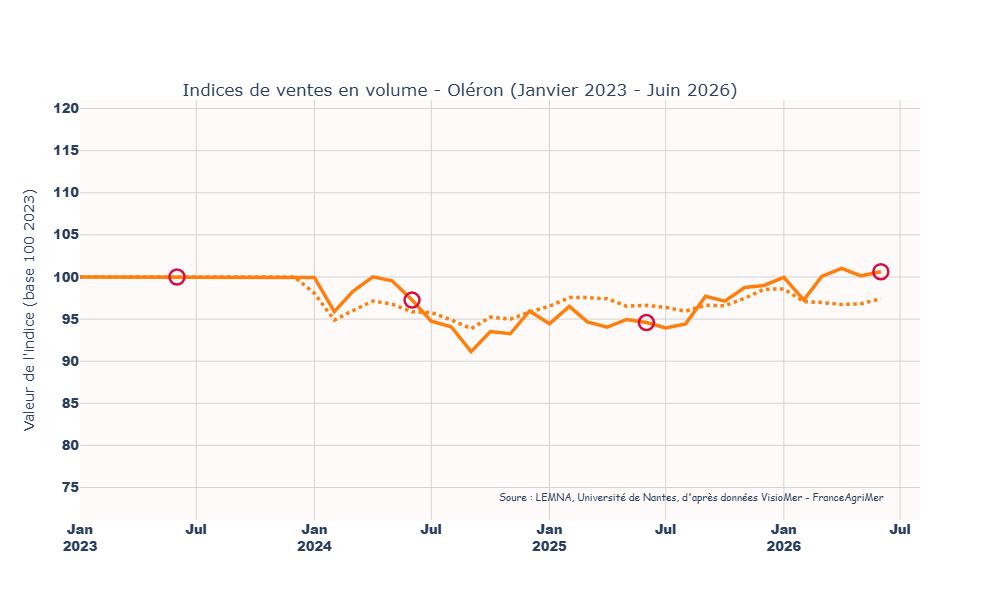 Indices de ventes en volume - Oléron (Janvier 2023 - Juin 2026)
Valeur de l'indice (base 100 2023)
120
115
110
105
100
95
90
85
80
75
Soure : LEMNA, Université de Nantes, d'après données VisioMer - FranceAgriMer
Jan Jul Jan Jul Jan Jul Jan Jul
2023 2024 2025 2026